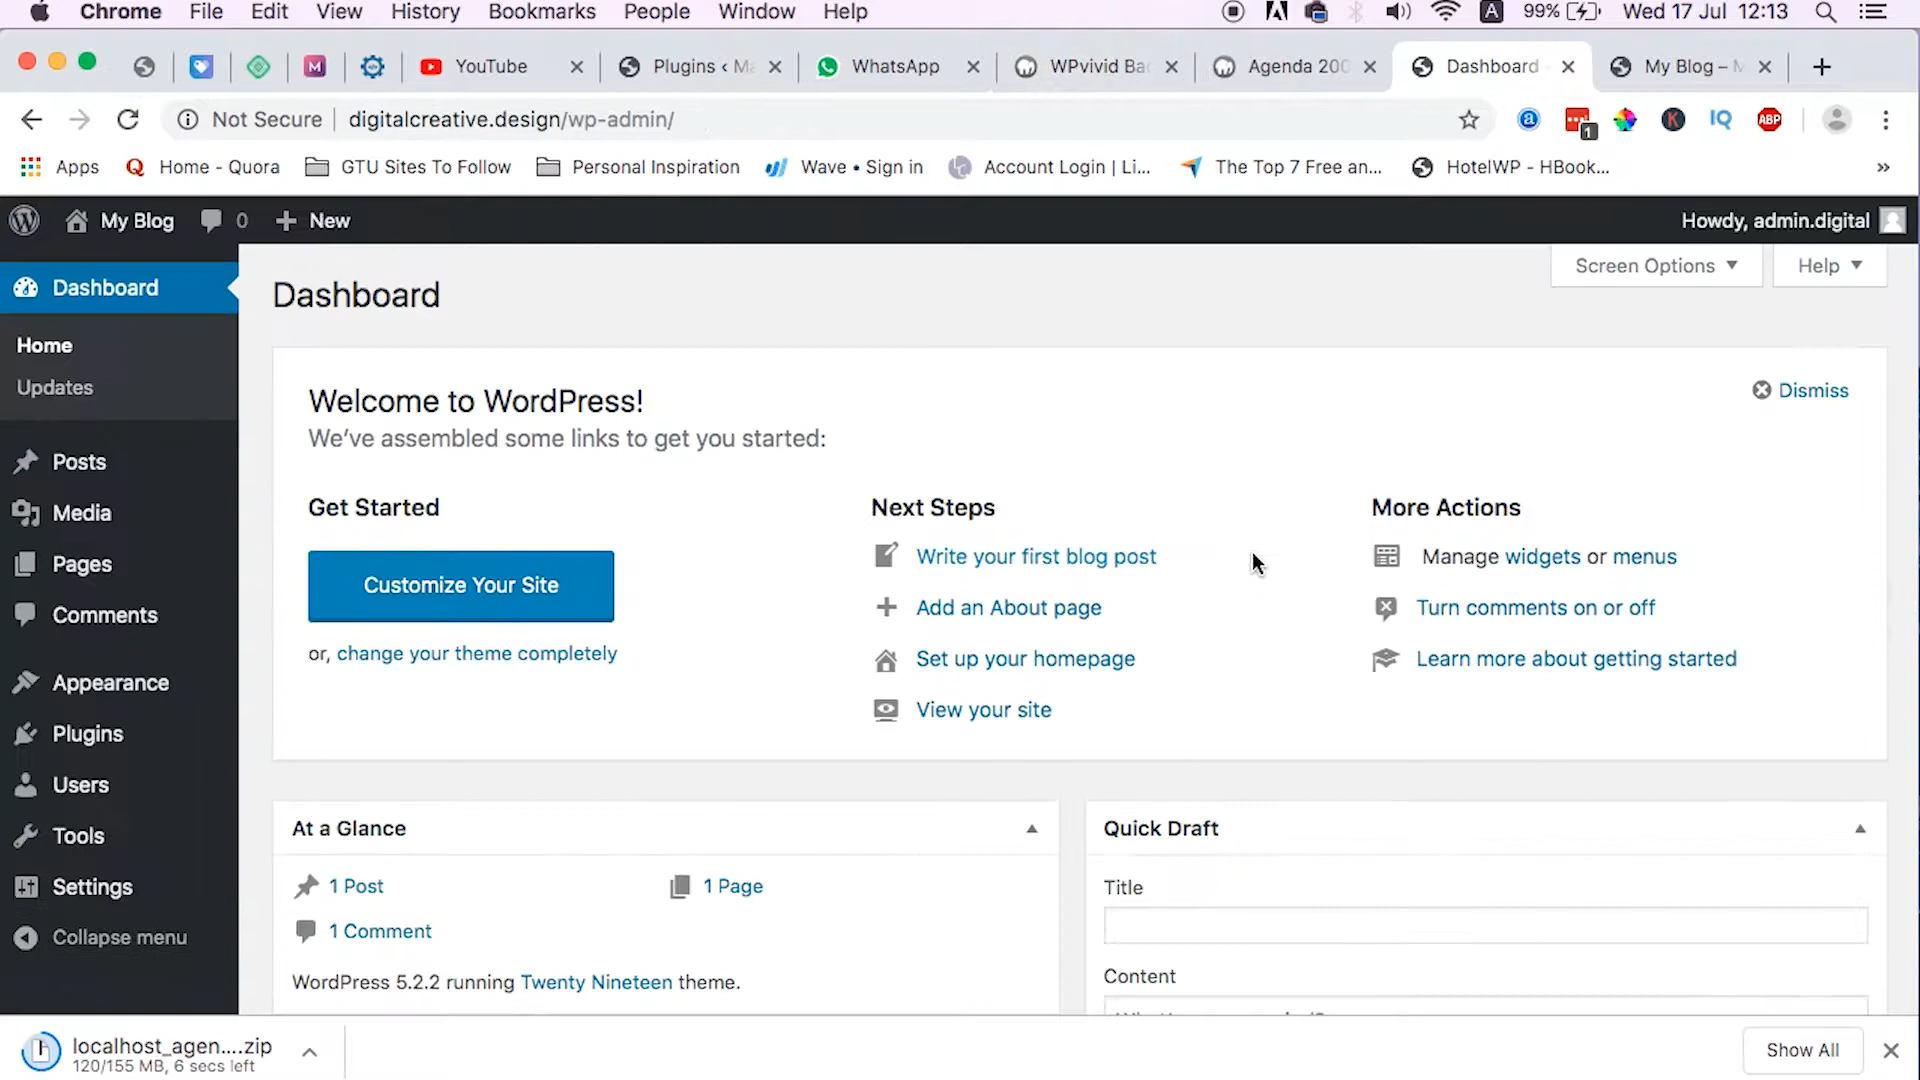 Chrome File Edit View History Bookmarks People Window Help A 99% Wed 17 Jul 12:13
YouTube Plugins ‹ Ma WhatsApp WPvivid Ba Agenda 200 Dashboard My Blog – M
Not Secure digitalcreative.design/wp-admin/ a 1 K IQ ABP
Apps Q Home - Quora GTU Sites To Follow Personal Inspiration Wave • Sign in Account Login | Li... The Top 7 Free an... HotelWP - HBook... »
My Blog 0 + New Howdy, admin.digital
Screen Options Help
Dashboard
Home
Updates
Posts
Media
Pages
Comments
Appearance
Plugins
Users
Tools
Settings
Collapse menu
Dashboard
Welcome to WordPress!
Dismiss
We've assembled some links to get you started:
Get Started
Customize Your Site
or, change your theme completely
Next Steps
Write your first blog post
Add an About page
Set up your homepage
View your site
More Actions
Manage widgets or menus
Turn comments on or off
Learn more about getting started
At a Glance
1 Post 1 Page
1 Comment
WordPress 5.2.2 running Twenty Nineteen theme.
Quick Draft
Title
Content
localhost_agen....zip
120/155 MB, 6 secs left
Show All